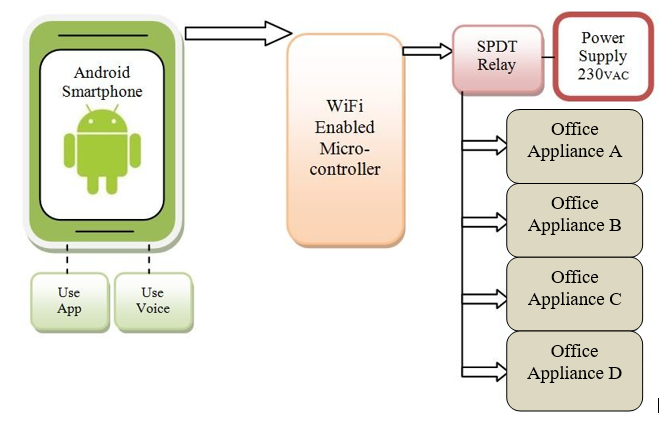 Android
Smartphone
Use
App
Use
Voice
WiFi
Enabled
Micro-
controller
SPDT
Relay
Power
Supply
230VAC
Office
Appliance A
Office
Appliance B
Office
Appliance C
Office
Appliance D